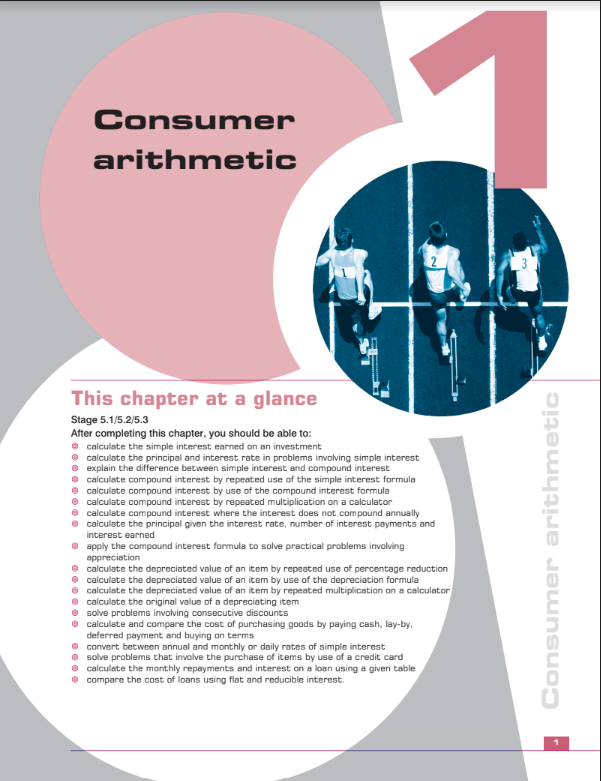 1
Consumer
arithmetic
1
2
3
This chapter at a glance
Stage 5.1/5.2/5.3
After completing this chapter, you should be able to:
calculate the simple interest earned on an investment
calculate the principal and interest rate in problems involving simple interest
explain the difference between simple interest and compound interest
calculate compound interest by repeated use of the simple interest formula
calculate compound interest by use of the compound interest formula
calculate compound interest by repeated multiplication on a calculator
calculate compound interest where the interest does not compound annually
calculate the principal given the interest rate, number of interest payments and
interest earned
apply the compound interest formula to solve practical problems involving
appreciation
calculate the depreciated value of an item by repeated use of percentage reduction
calculate the depreciated value of an item by use of the depreciation formula
calculate the depreciated value of an item by repeated multiplication on a calculator
calculate the original value of a depreciating item
solve problems involving consecutive discounts
calculate and compare the cost of purchasing goods by paying cash, lay-by,
deferred payment and buying on terms
convert between annual and monthly or daily rates of simple interest
solve problems that involve the purchase of items by use of a credit card
calculate the monthly repayments and interest on a loan using a given table
compare the cost of loans using flat and reducible interest.
Consumer arithmetic
1